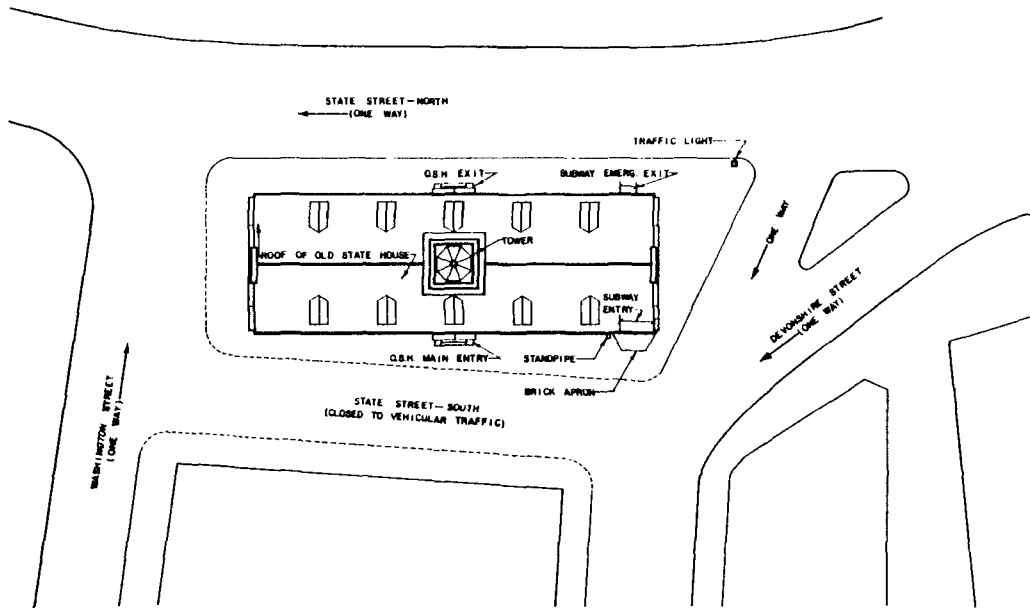 STATE STREET—NORTH
(ONE WAY)
TRAFFIC LIGHT
O.S.H. EXIT
SUBWAY EMERG. EXIT
ONE WAY
TOWER
ROOF OF OLD STATE HOUSE
SUBWAY
ENTRY
DEVONSHIRE STREET
(ONE WAY)
O.S.H. MAIN ENTRY
STANDPIPE
BRICK APRON
WASHINGTON STREET
(ONE WAY)
STATE STREET—SOUTH
(CLOSED TO VEHICULAR TRAFFIC)